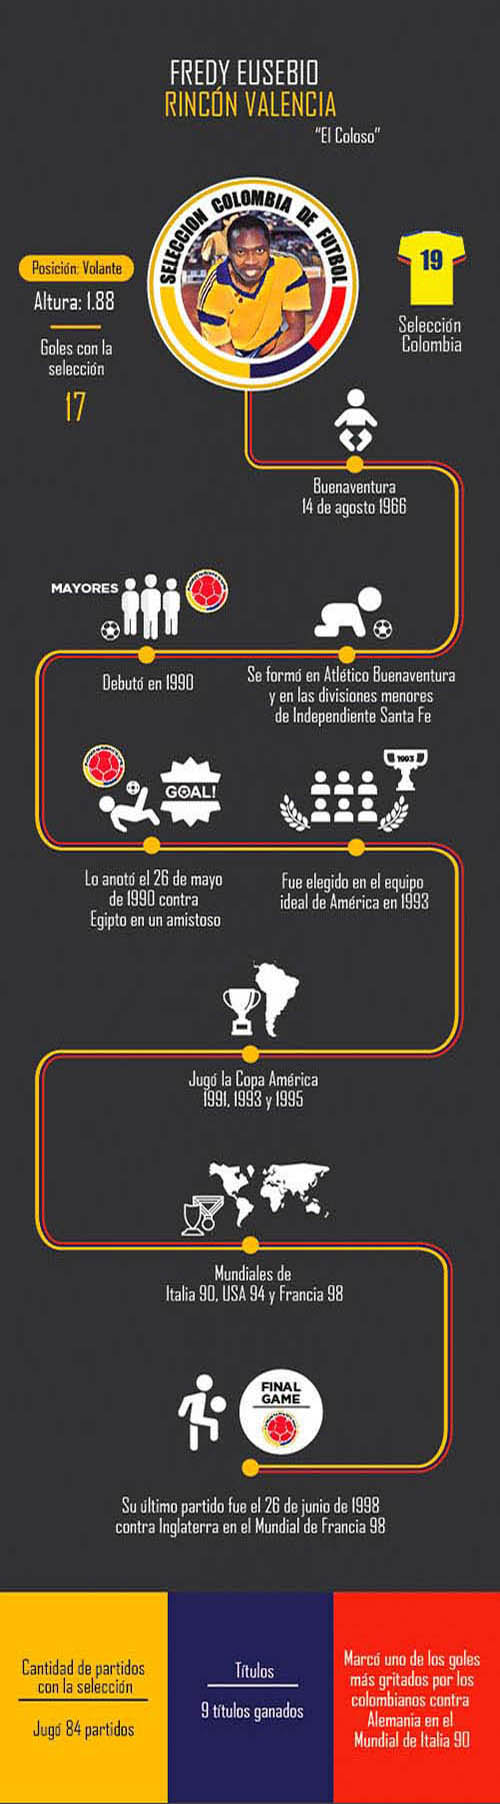 FREDY EUSEBIO
RINCÓN VALENCIA
"El Coloso"
SELECCION COLOMBIA DE FUTBOL
Posición: Volante
Altura: 1.88
Goles con la
selección
17
19
Selección
Colombia
Buenaventura
14 de agosto 1966
MAYORES
Debutó en 1990
Se formó en Atlético Buenaventura
y en las divisiones menores
de Independiente Santa Fe
GOAL!
Lo anotó el 26 de mayo
de 1990 contra
Egipto en un amistoso
1993
Fue elegido en el equipo
ideal de América en 1993
Jugó la Copa América
1991, 1993 y 1995
Mundiales de
Italia 90, USA 94 y Francia 98
FINAL
GAME
Su último partido fue el 26 de junio de 1998
contra Inglaterra en el Mundial de Francia 98
Cantidad de partidos
con la selección
Jugó 84 partidos
Títulos
9 títulos ganados
Marcó uno de los goles
más gritados por los
colombianos contra
Alemania en el
Mundial de Italia 90